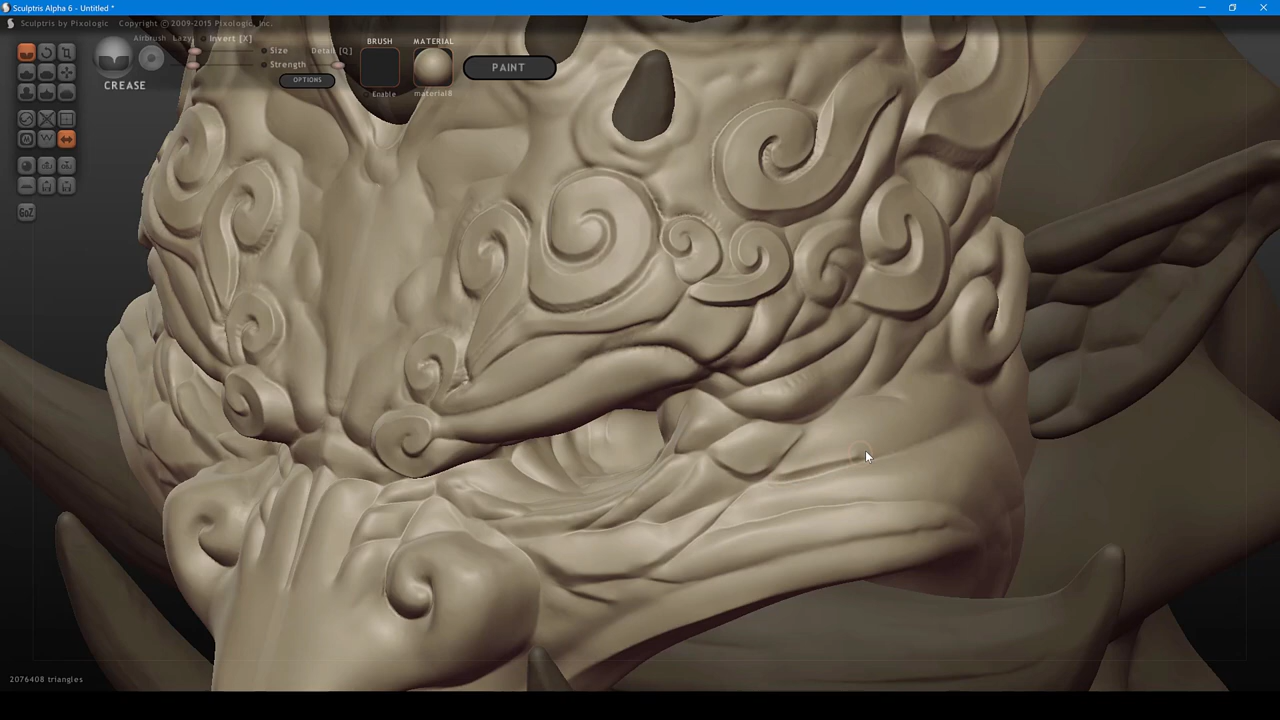 Sculptris Alpha 6 - Untitled *
Sculptris by Pixologic   Copyright © 2009-2015 Pixologic, Inc.
Airbrush Lazy Invert [X]
Size Detail [Q]
Strength
OPTIONS
CREASE
BRUSH
Enable
MATERIAL
material8
PAINT
GoZ
2076408 triangles